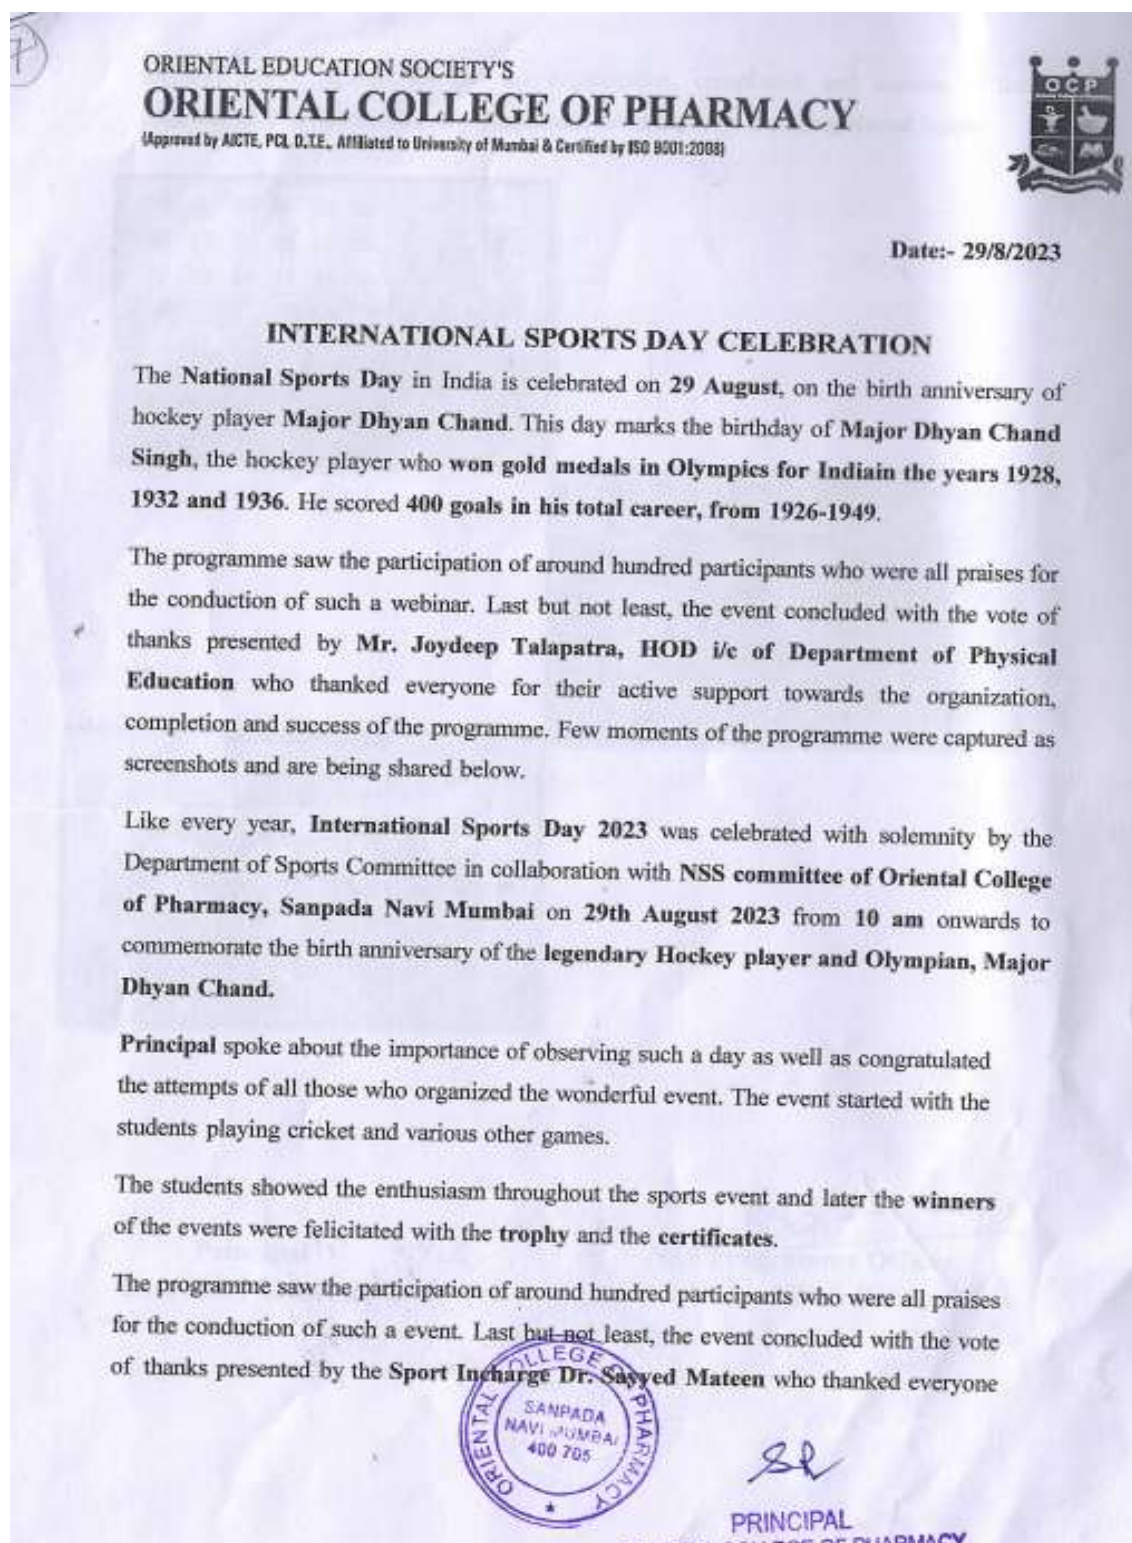 7
ORIENTAL EDUCATION SOCIETY'S
ORIENTAL COLLEGE OF PHARMACY
(Approved by AICTE, PCI, D.T.E., Affiliated to University of Mumbai & Certified by ISO 9001:2008)
OCP
Date:- 29/8/2023
INTERNATIONAL SPORTS DAY CELEBRATION
The National Sports Day in India is celebrated on 29 August, on the birth anniversary of
hockey player Major Dhyan Chand. This day marks the birthday of Major Dhyan Chand
Singh, the hockey player who won gold medals in Olympics for Indiain the years 1928,
1932 and 1936. He scored 400 goals in his total career, from 1926-1949.
The programme saw the participation of around hundred participants who were all praises for
the conduction of such a webinar. Last but not least, the event concluded with the vote of
thanks presented by Mr. Joydeep Talapatra, HOD i/c of Department of Physical
Education who thanked everyone for their active support towards the organization,
completion and success of the programme. Few moments of the programme were captured as
screenshots and are being shared below.
Like every year, International Sports Day 2023 was celebrated with solemnity by the
Department of Sports Committee in collaboration with NSS committee of Oriental College
of Pharmacy, Sanpada Navi Mumbai on 29th August 2023 from 10 am onwards to
commemorate the birth anniversary of the legendary Hockey player and Olympian, Major
Dhyan Chand.
Principal spoke about the importance of observing such a day as well as congratulated
the attempts of all those who organized the wonderful event. The event started with the
students playing cricket and various other games.
The students showed the enthusiasm throughout the sports event and later the winners
of the events were felicitated with the trophy and the certificates.
The programme saw the participation of around hundred participants who were all praises
for the conduction of such a event. Last but not least, the event concluded with the vote
of thanks presented by the Sport Incharge Dr. Sayyed Mateen who thanked everyone
ORIENTAL COLLEGE OF PHARMACY
SANPADA
NAVI MUMBAI
400 705
PRINCIPAL
COLLEGE OF PHARMACY